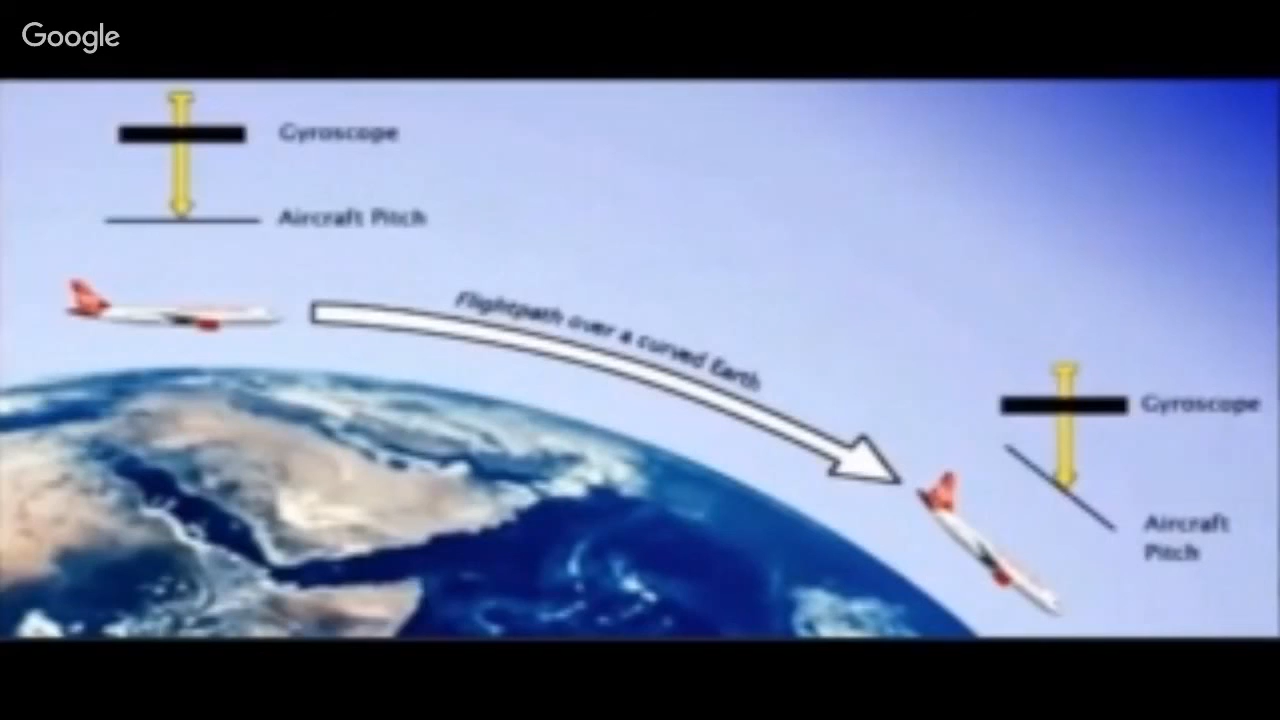 Google
Gyroscope
Aircraft Pitch
Flightpath over a curved Earth
Gyroscope
Aircraft
Pitch